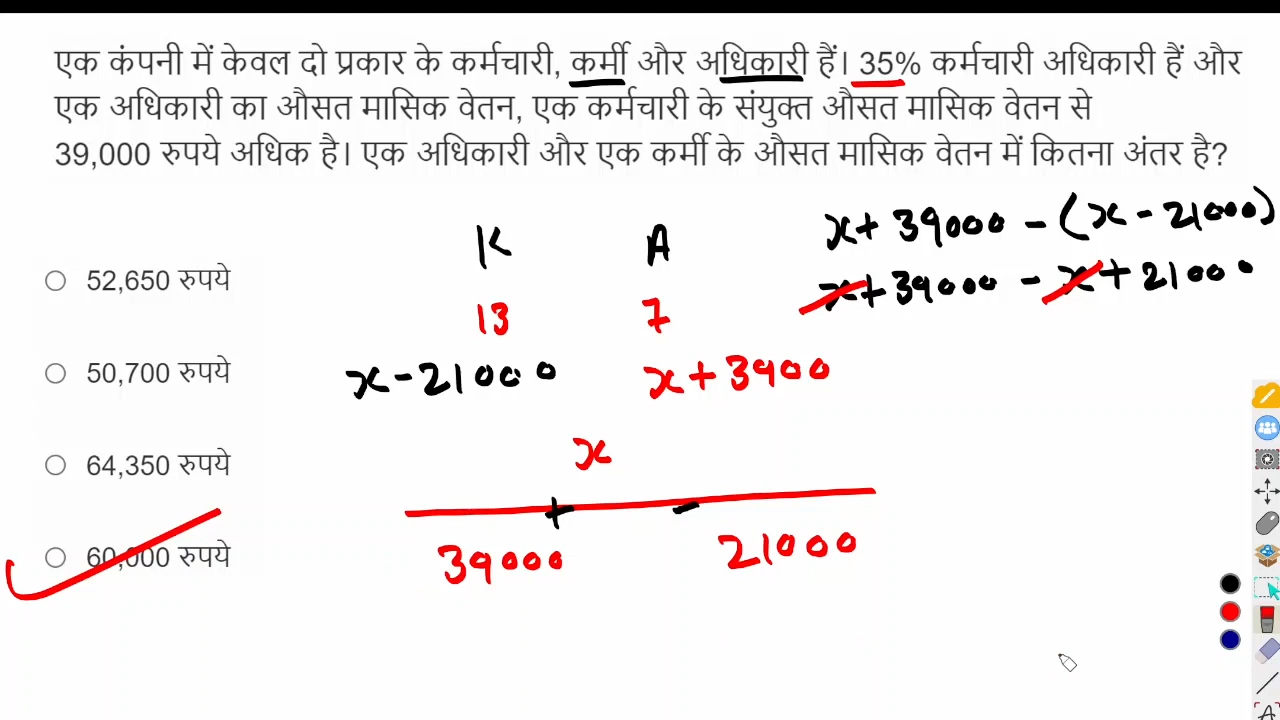 एक कंपनी में केवल दो प्रकार के कर्मचारी, कर्मी और अधिकारी हैं। 35% कर्मचारी अधिकारी हैं और
एक अधिकारी का औसत मासिक वेतन, एक कर्मचारी के संयुक्त औसत मासिक वेतन से
39,000 रुपये अधिक है। एक अधिकारी और एक कर्मी के औसत मासिक वेतन में कितना अंतर है?
x + 39000 - (x - 21000)
K A
52,650 रुपये
x + 39000 - x + 21000
13 7
50,700 रुपये
x - 21000 x + 3900
x
64,350 रुपये
+ -
39000 21000
60,000 रुपये
A